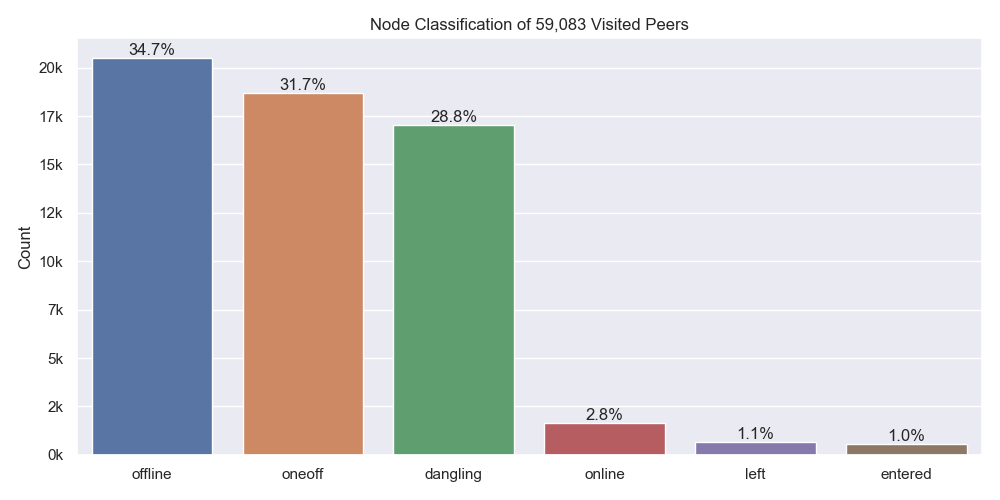 Node Classification of 59,083 Visited Peers
34.7%
31.7%
28.8%
2.8%
1.1%
1.0%
20k
17k
15k
12k
10k
7k
5k
2k
0k
Count
offline
oneoff
dangling
online
left
entered